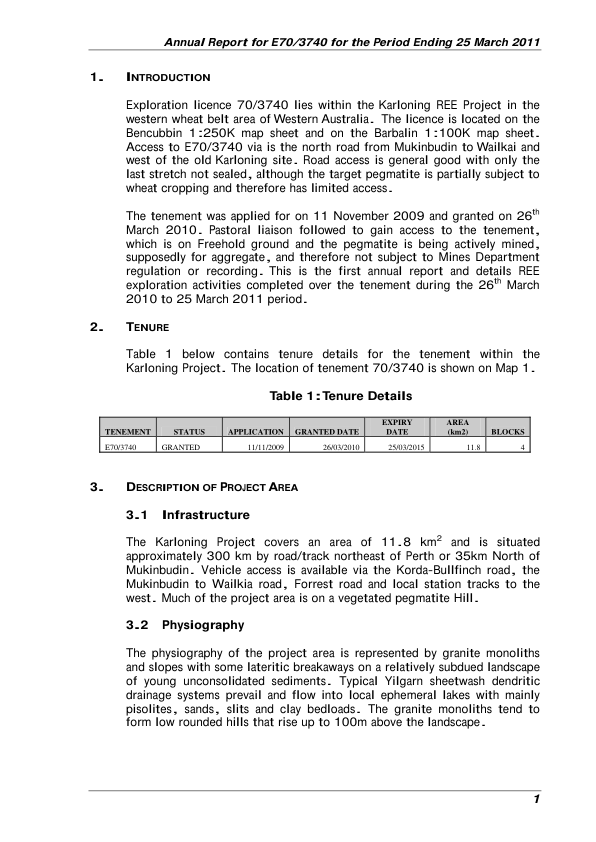 Annual Report for E70/3740 for the Period Ending 25 March 2011
1. INTRODUCTION
Exploration licence 70/3740 lies within the Karloning REE Project in the
western wheat belt area of Western Australia. The licence is located on the
Bencubbin 1:250K map sheet and on the Barbalin 1:100K map sheet.
Access to E70/3740 via is the north road from Mukinbudin to Wailkai and
west of the old Karloning site. Road access is general good with only the
last stretch not sealed, although the target pegmatite is partially subject to
wheat cropping and therefore has limited access.
The tenement was applied for on 11 November 2009 and granted on 26th
March 2010. Pastoral liaison followed to gain access to the tenement,
which is on Freehold ground and the pegmatite is being actively mined,
supposedly for aggregate, and therefore not subject to Mines Department
regulation or recording. This is the first annual report and details REE
exploration activities completed over the tenement during the 26th March
2010 to 25 March 2011 period.
2. TENURE
Table 1 below contains tenure details for the tenement within the
Karloning Project. The location of tenement 70/3740 is shown on Map 1.
Table 1: Tenure Details
TENEMENT STATUS APPLICATION GRANTED DATE EXPIRY DATE AREA (km2) BLOCKS
E70/3740 GRANTED 11/11/2009 26/03/2010 25/03/2015 11.8 4
3. DESCRIPTION OF PROJECT AREA
3.1 Infrastructure
The Karloning Project covers an area of 11.8 km2 and is situated
approximately 300 km by road/track northeast of Perth or 35km North of
Mukinbudin. Vehicle access is available via the Korda-Bullfinch road, the
Mukinbudin to Wailkia road, Forrest road and local station tracks to the
west. Much of the project area is on a vegetated pegmatite Hill.
3.2 Physiography
The physiography of the project area is represented by granite monoliths
and slopes with some lateritic breakaways on a relatively subdued landscape
of young unconsolidated sediments. Typical Yilgarn sheetwash dendritic
drainage systems prevail and flow into local ephemeral lakes with mainly
pisolites, sands, slits and clay bedloads. The granite monoliths tend to
form low rounded hills that rise up to 100m above the landscape.
1